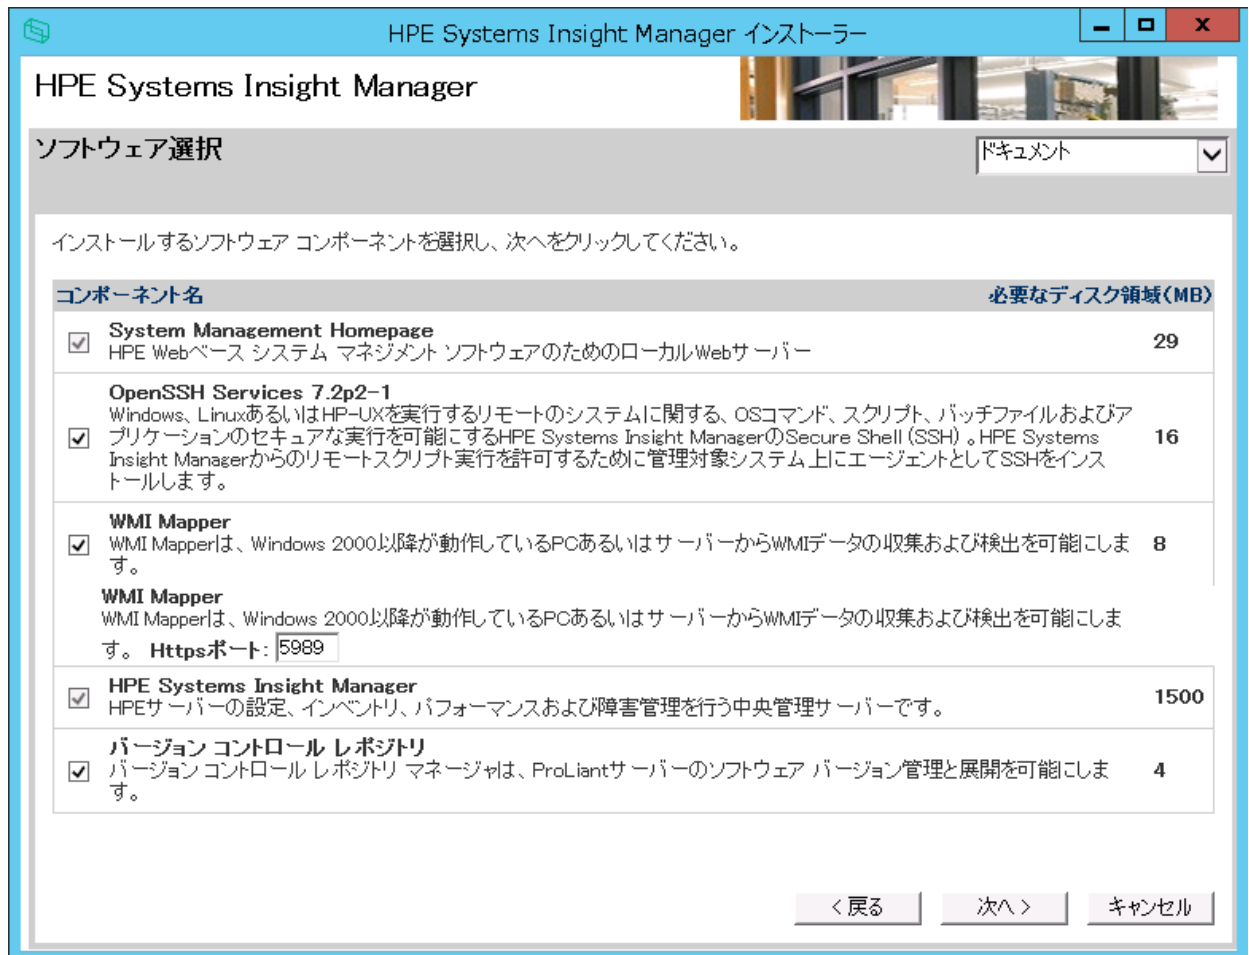 HPE Systems Insight Manager インストーラー
HPE Systems Insight Manager
ソフトウェア選択
ドキュメント
インストールするソフトウェア コンポーネントを選択し、次へをクリックしてください。
コンポーネント名 必要なディスク領域(MB)
System Management Homepage
HPE Webベース システム マネジメント ソフトウェアのためのローカルWebサーバー
29
OpenSSH Services 7.2p2-1
Windows、LinuxあるいはHP-UXを実行するリモートのシステムに関する、OSコマンド、スクリプト、バッチファイルおよびア
プリケーションのセキュアな実行を可能にするHPE Systems Insight ManagerのSecure Shell (SSH) 。HPE Systems
Insight Managerからのリモートスクリプト実行を許可するために管理対象システム上にエージェントとしてSSHをインス
トールします。
16
WMI Mapper
WMI Mapperは、Windows 2000以降が動作しているPCあるいはサーバーからWMIデータの収集および検出を可能にしま
す。
8
WMI Mapper
WMI Mapperは、Windows 2000以降が動作しているPCあるいはサーバーからWMIデータの収集および検出を可能にしま
す。 Httpsポート: 5989
HPE Systems Insight Manager
HPEサーバーの設定、インベントリ、パフォーマンスおよび障害管理を行う中央管理サーバーです。
1500
バージョン コントロール レポジトリ
バージョン コントロール レポジトリ マネージャは、ProLiantサーバーのソフトウェア バージョン管理と展開を可能にしま
す。
4
< 戻る 次へ > キャンセル